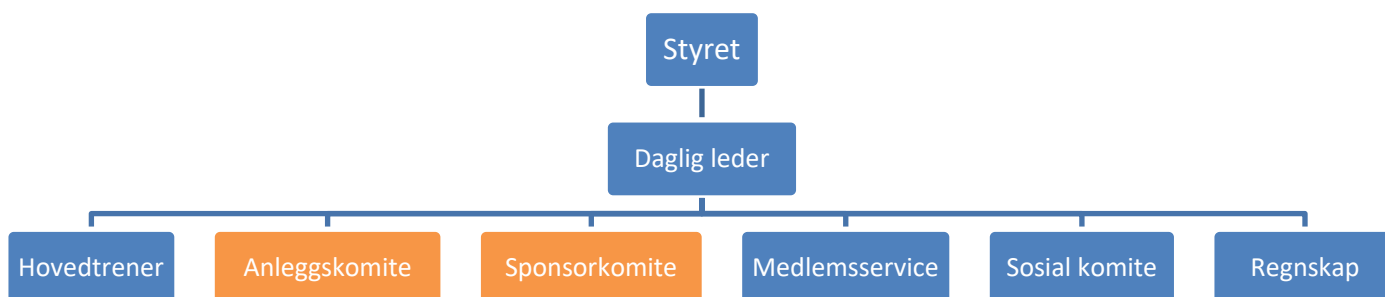 Styret
Daglig leder
Hovedtrener
Anleggskomite
Sponsorkomite
Medlemsservice
Sosial komite
Regnskap